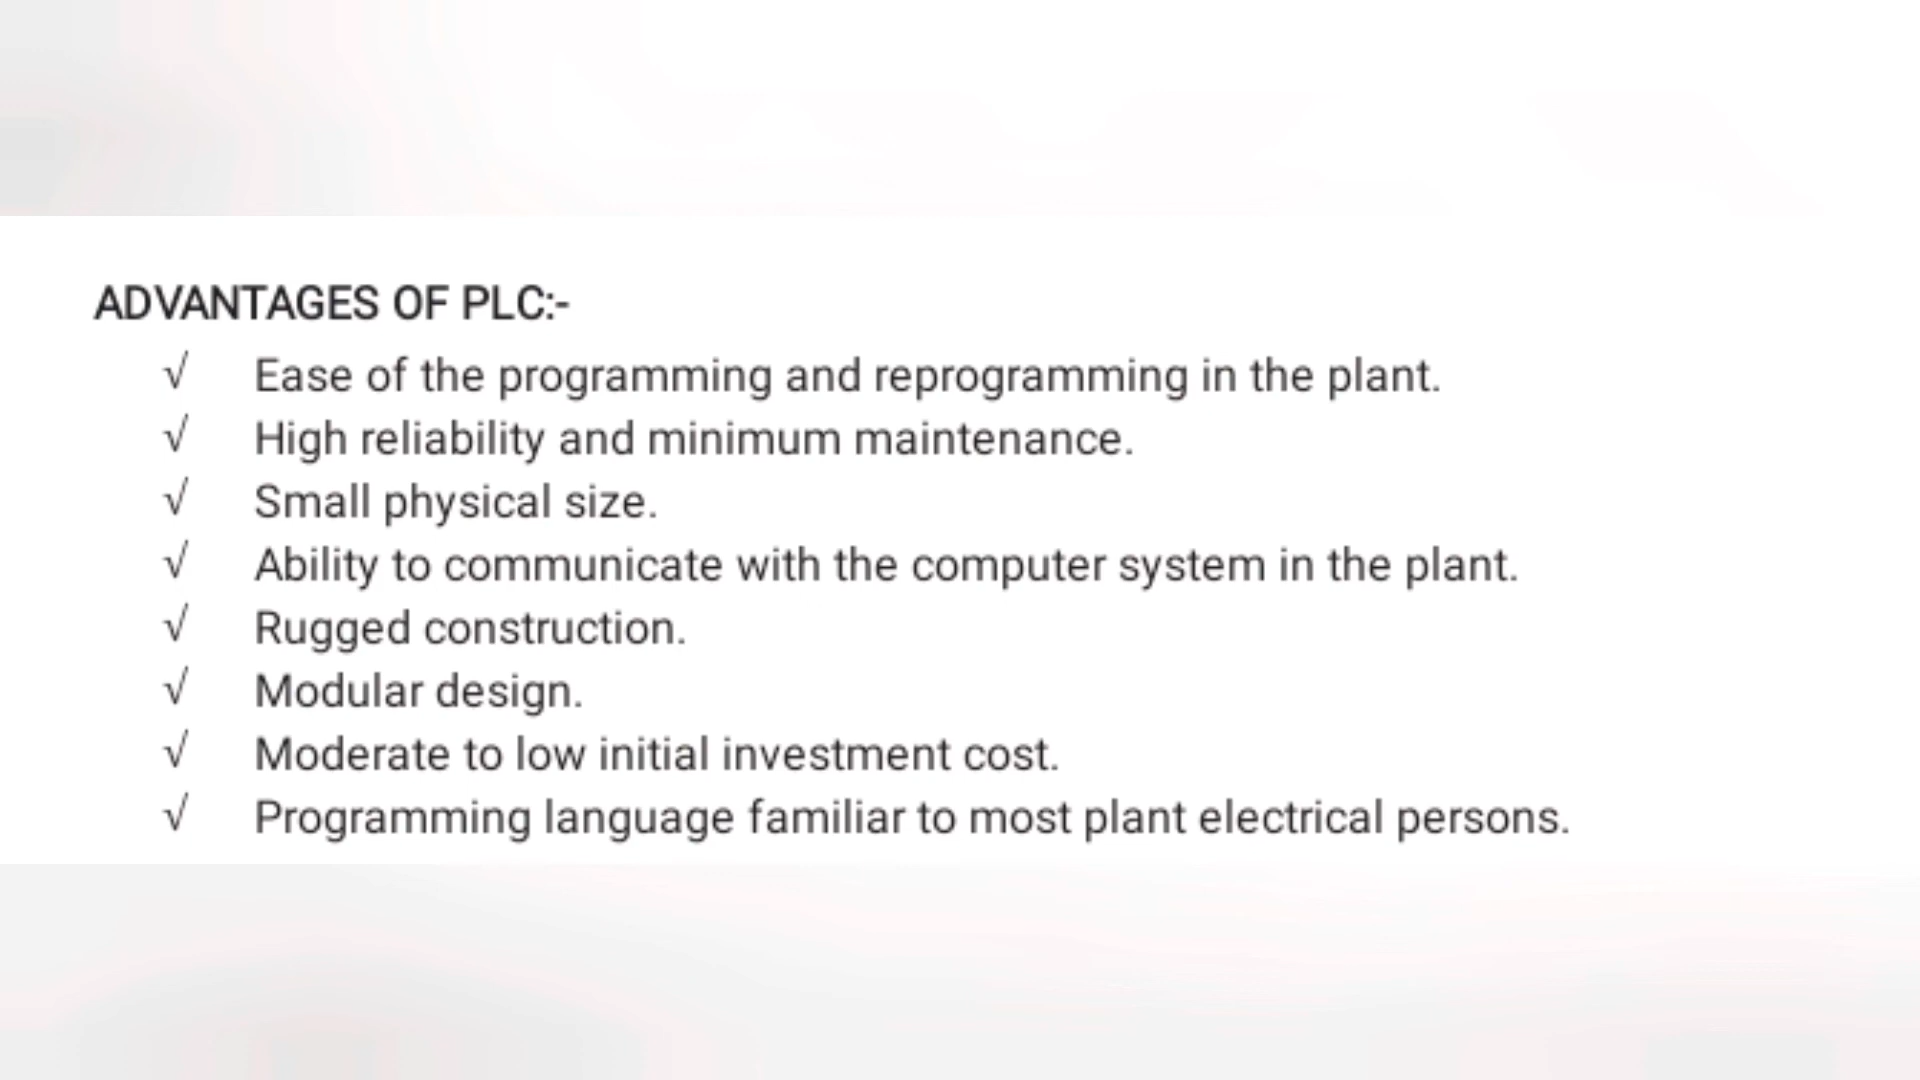 ADVANTAGES OF PLC:-
√ Ease of the programming and reprogramming in the plant.
√ High reliability and minimum maintenance.
√ Small physical size.
√ Ability to communicate with the computer system in the plant.
√ Rugged construction.
√ Modular design.
√ Moderate to low initial investment cost.
√ Programming language familiar to most plant electrical persons.